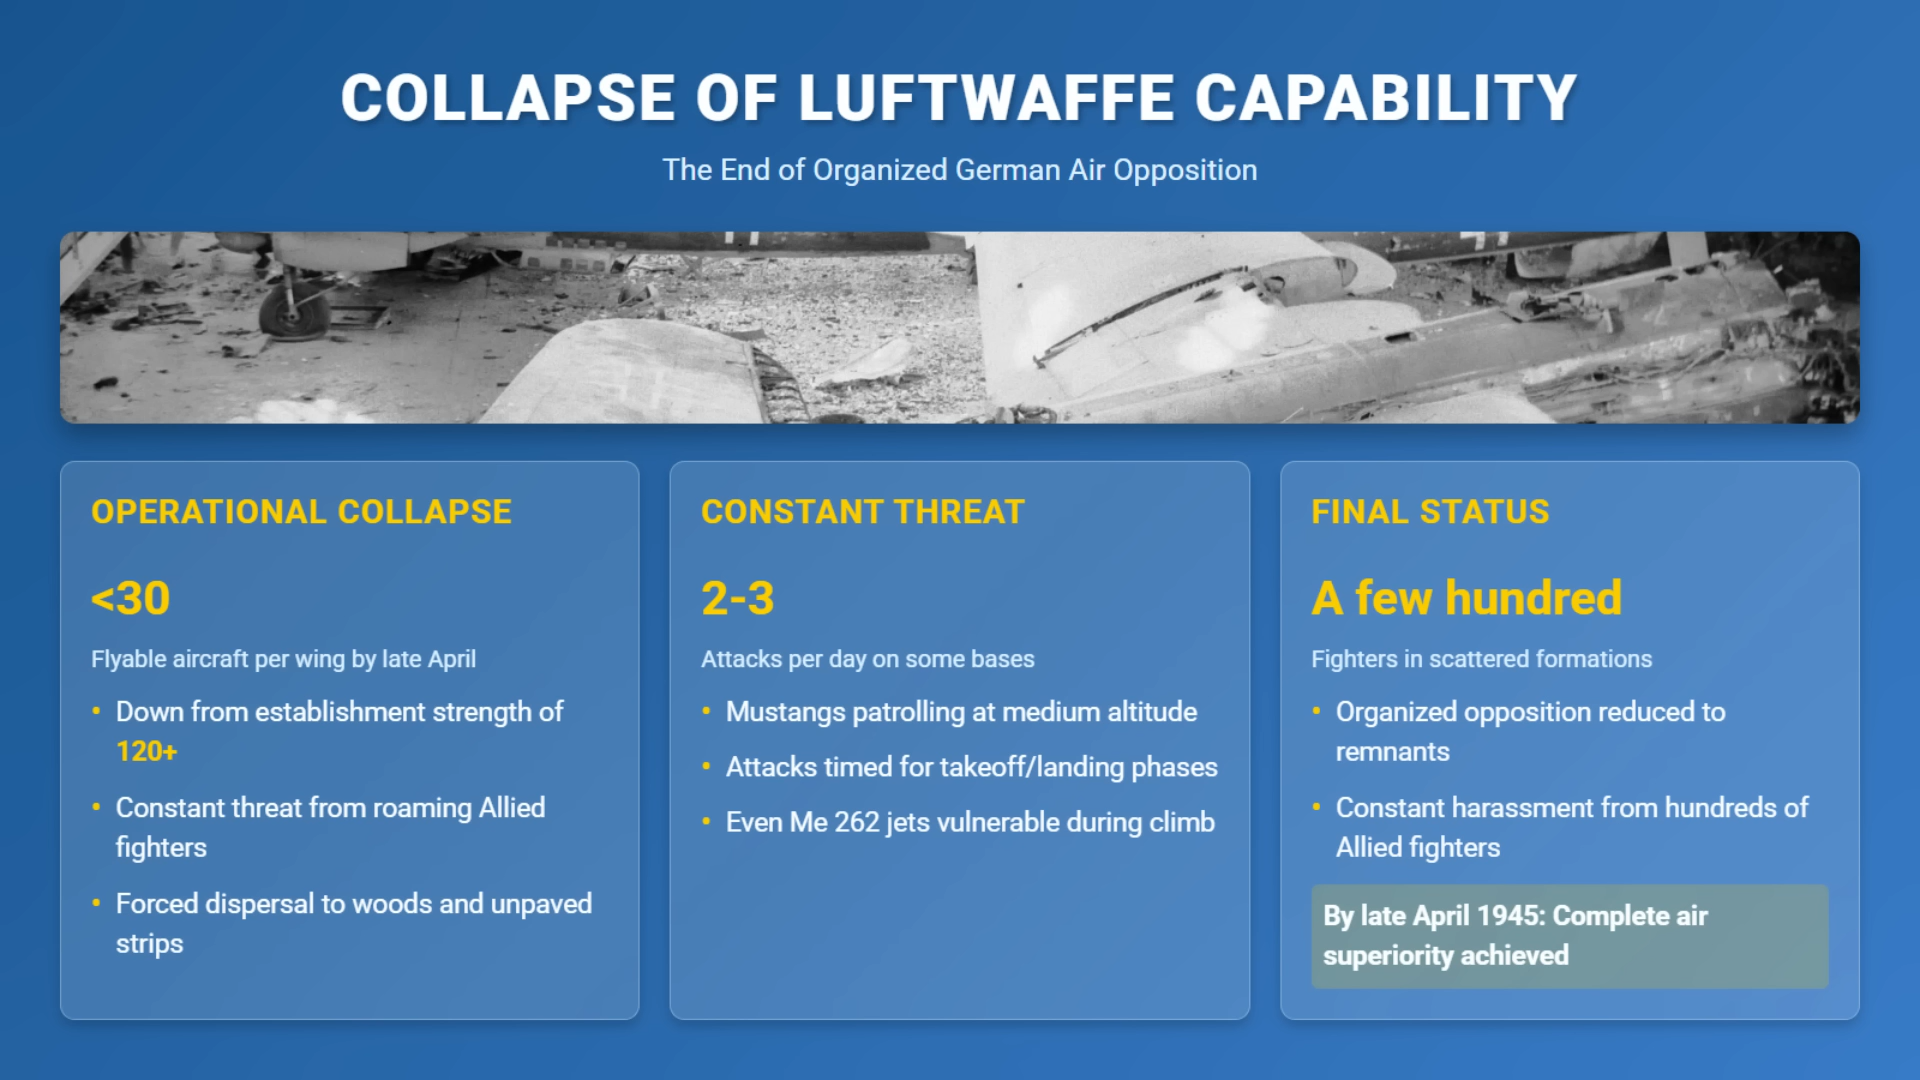 COLLAPSE OF LUFTWAFFE CAPABILITY
The End of Organized German Air Opposition
OPERATIONAL COLLAPSE
<30
Flyable aircraft per wing by late April
• Down from establishment strength of
120+
• Constant threat from roaming Allied
fighters
• Forced dispersal to woods and unpaved
strips
CONSTANT THREAT
2-3
Attacks per day on some bases
• Mustangs patrolling at medium altitude
• Attacks timed for takeoff/landing phases
• Even Me 262 jets vulnerable during climb
FINAL STATUS
A few hundred
Fighters in scattered formations
• Organized opposition reduced to
remnants
• Constant harassment from hundreds of
Allied fighters
By late April 1945: Complete air
superiority achieved